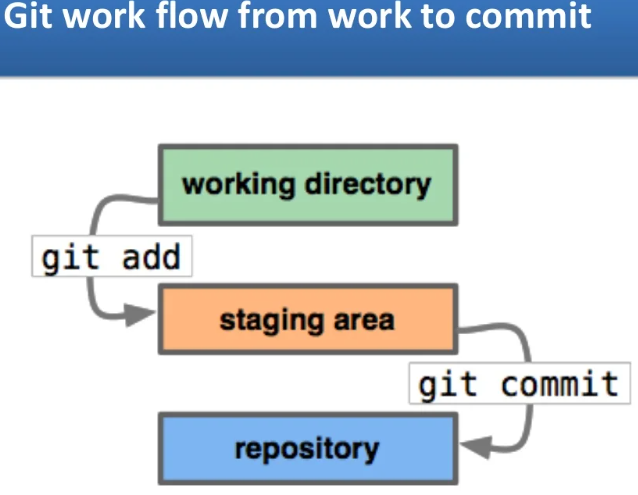 Git work flow from work to commit
working directory
git add
staging area
git commit
repository